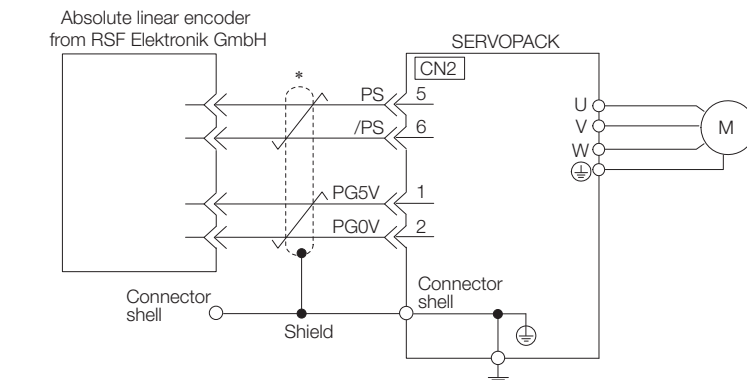 Absolute linear encoder
from RSF Elektronik GmbH
SERVOPACK
CN2
*
PS 5
/PS 6
PG5V 1
PG0V 2
U
V
W
M
Connector
shell
Shield
Connector
shell